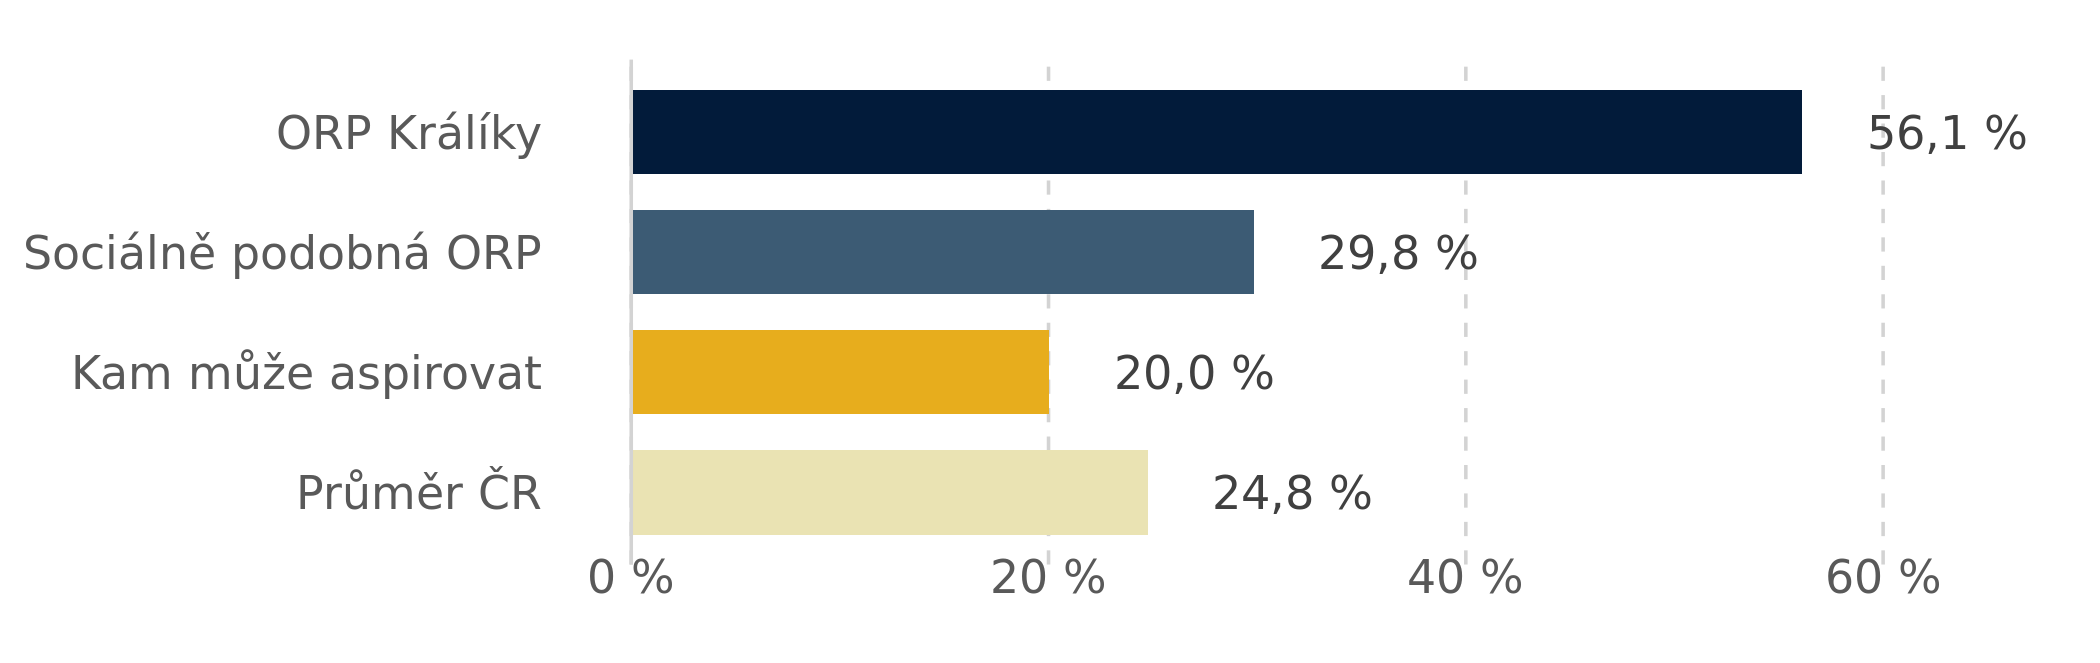 ORP Králíky
56,1 %
Sociálně podobná ORP
29,8 %
Kam může aspirovat
20,0 %
Průměr ČR
24,8 %
0 %
20 %
40 %
60 %